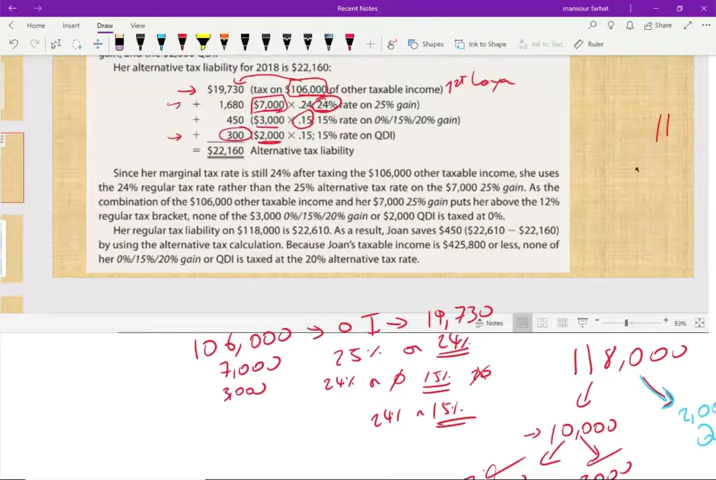 Recent Notes
mansour farhat
Home Insert Draw View Help
Share
Shapes
Ink to Shape
Ink to Text
Ruler
Her alternative tax liability for 2018 is $22,160:
$19,730 (tax on $106,000 of other taxable income) 1st Layer
+ 1,680 ($7,000 × .24; 24% rate on 25% gain)
+ 450 ($3,000 × .15; 15% rate on 0%/15%/20% gain)
+ 300 ($2,000 × .15; 15% rate on QDI)
= $22,160 Alternative tax liability
11
Since her marginal tax rate is still 24% after taxing the $106,000 other taxable income, she uses
the 24% regular tax rate rather than the 25% alternative tax rate on the $7,000 25% gain. As the
combination of the $106,000 other taxable income and her $7,000 25% gain puts her above the 12%
regular tax bracket, none of the $3,000 0%/15%/20% gain or $2,000 QDI is taxed at 0%.
Her regular tax liability on $118,000 is $22,610. As a result, Joan saves $450 ($22,610 − $22,160)
by using the alternative tax calculation. Because Joan's taxable income is $425,800 or less, none of
her 0%/15%/20% gain or QDI is taxed at the 20% alternative tax rate.
Notes
83%
106,000 → O I → 19,730
7,000 25% or 24%
3,000 24% or 0 15% 20
24% or 15%
118,000
→ 10,000